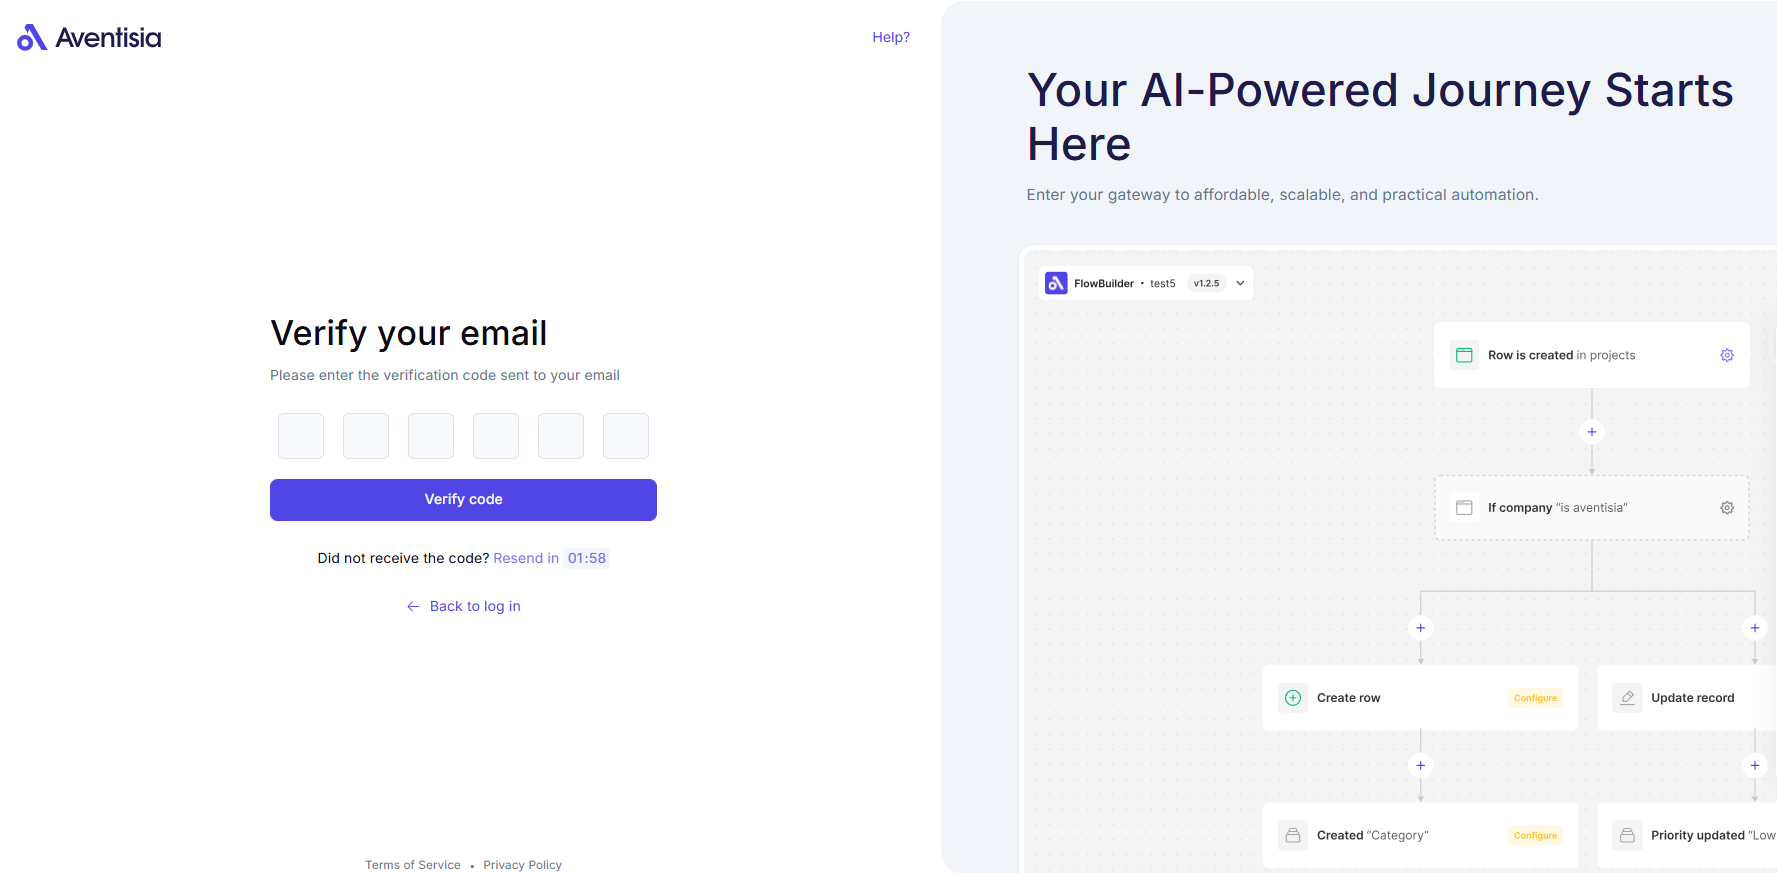 Aventisia
Help?
Verify your email
Please enter the verification code sent to your email
Verify code
Did not receive the code? Resend in 01:58
← Back to log in
Terms of Service • Privacy Policy
Your AI-Powered Journey Starts
Here
Enter your gateway to affordable, scalable, and practical automation.
FlowBuilder • test5 v1.2.5
Row is created in projects
If company “is aventisia”
Create row Configure
Update record
Created “Category” Configure
Priority updated “Low